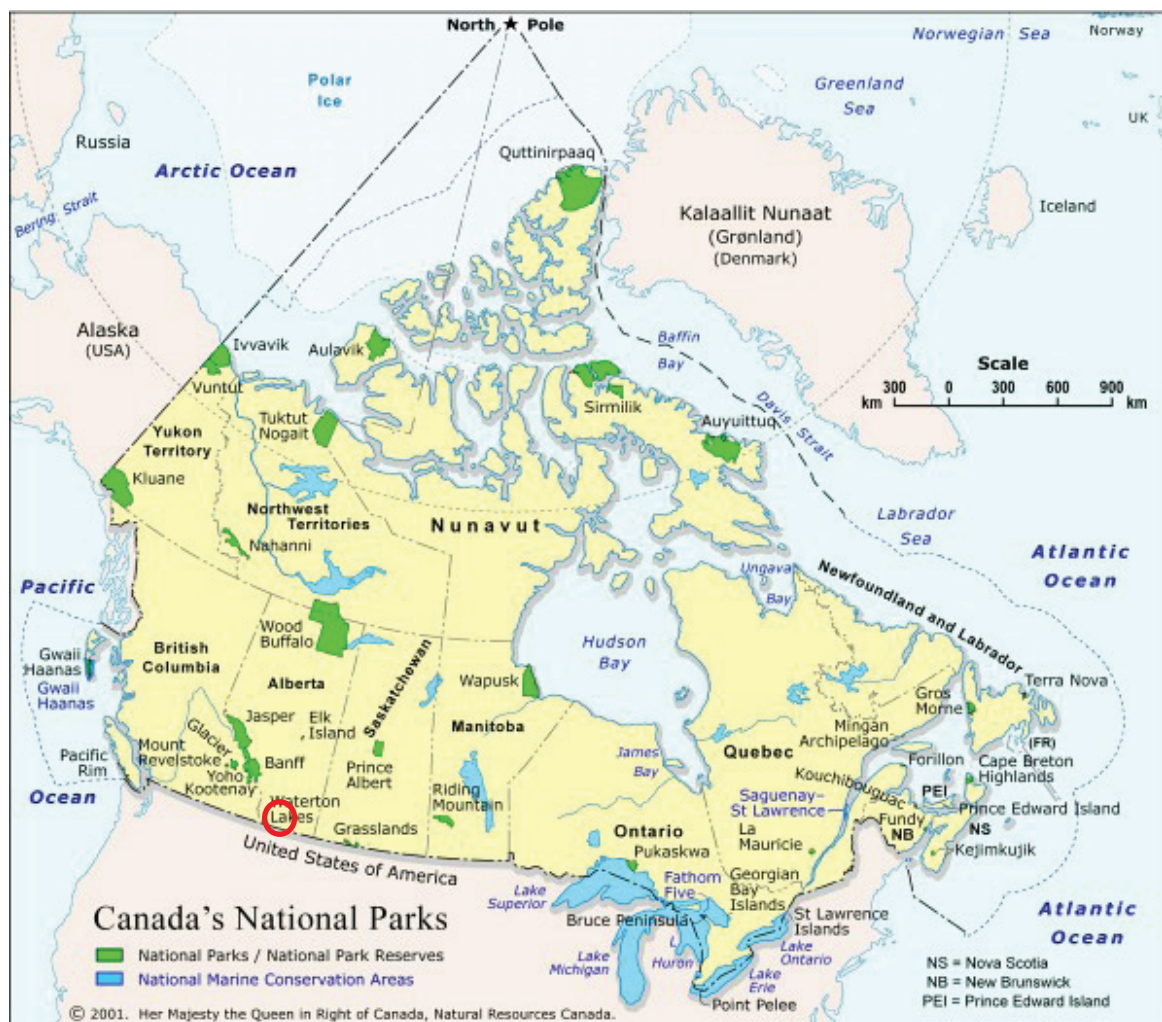 North ★ Pole
Norwegian Sea
Norway
Polar
Ice
Greenland
Sea
UK
Russia
Arctic Ocean
Quttinirpaaq
Bering Strait
Kalaallit Nunaat
(Grønland)
(Denmark)
Iceland
Alaska
(USA)
Ivvavik
Aulavik
Vuntut
Baffin
Bay
Scale
300 0 300 600 900
km km
Davis Strait
Sirmilik
Tuktut
Nogait
Auyuittuq
Yukon
Territory
Kluane
Northwest
Territories
Nunavut
Nahanni
Labrador
Sea
Atlantic
Ocean
Pacific
Ungava
Bay
Newfoundland and Labrador
Wood
Buffalo
British
Columbia
Hudson
Bay
Gwaii
Haanas
Gwaii
Haanas
Alberta
Saskatchewan
Wapusk
Manitoba
Terra Nova
Gros
Morne
Jasper
Elk
Island
Glacier
Mount
Revelstoke
Banff
Yoho
Kootenay
Pacific
Rim
Ocean
Prince
Albert
Riding
Mountain
James
Bay
Quebec
Mingan
Archipelago
(FR)
Forillon
Cape Breton
Highlands
Kouchibouguac
PEI
Prince Edward Island
Saguenay–
St Lawrence
Fundy
NB
NS
Kejimkujik
Waterton
Lakes
Grasslands
United States of America
Ontario
Pukaskwa
La
Mauricie
Fathom
Five
Georgian
Bay
Islands
Lake
Superior
Bruce Peninsula
St Lawrence
Islands
Lake
Michigan
L
Huron
Lake
Ontario
Lake
Erie
Point Pelee
Atlantic
Ocean
Canada's National Parks
National Parks / National Park Reserves
National Marine Conservation Areas
NS = Nova Scotia
NB = New Brunswick
PEI = Prince Edward Island
© 2001. Her Majesty the Queen in Right of Canada, Natural Resources Canada.